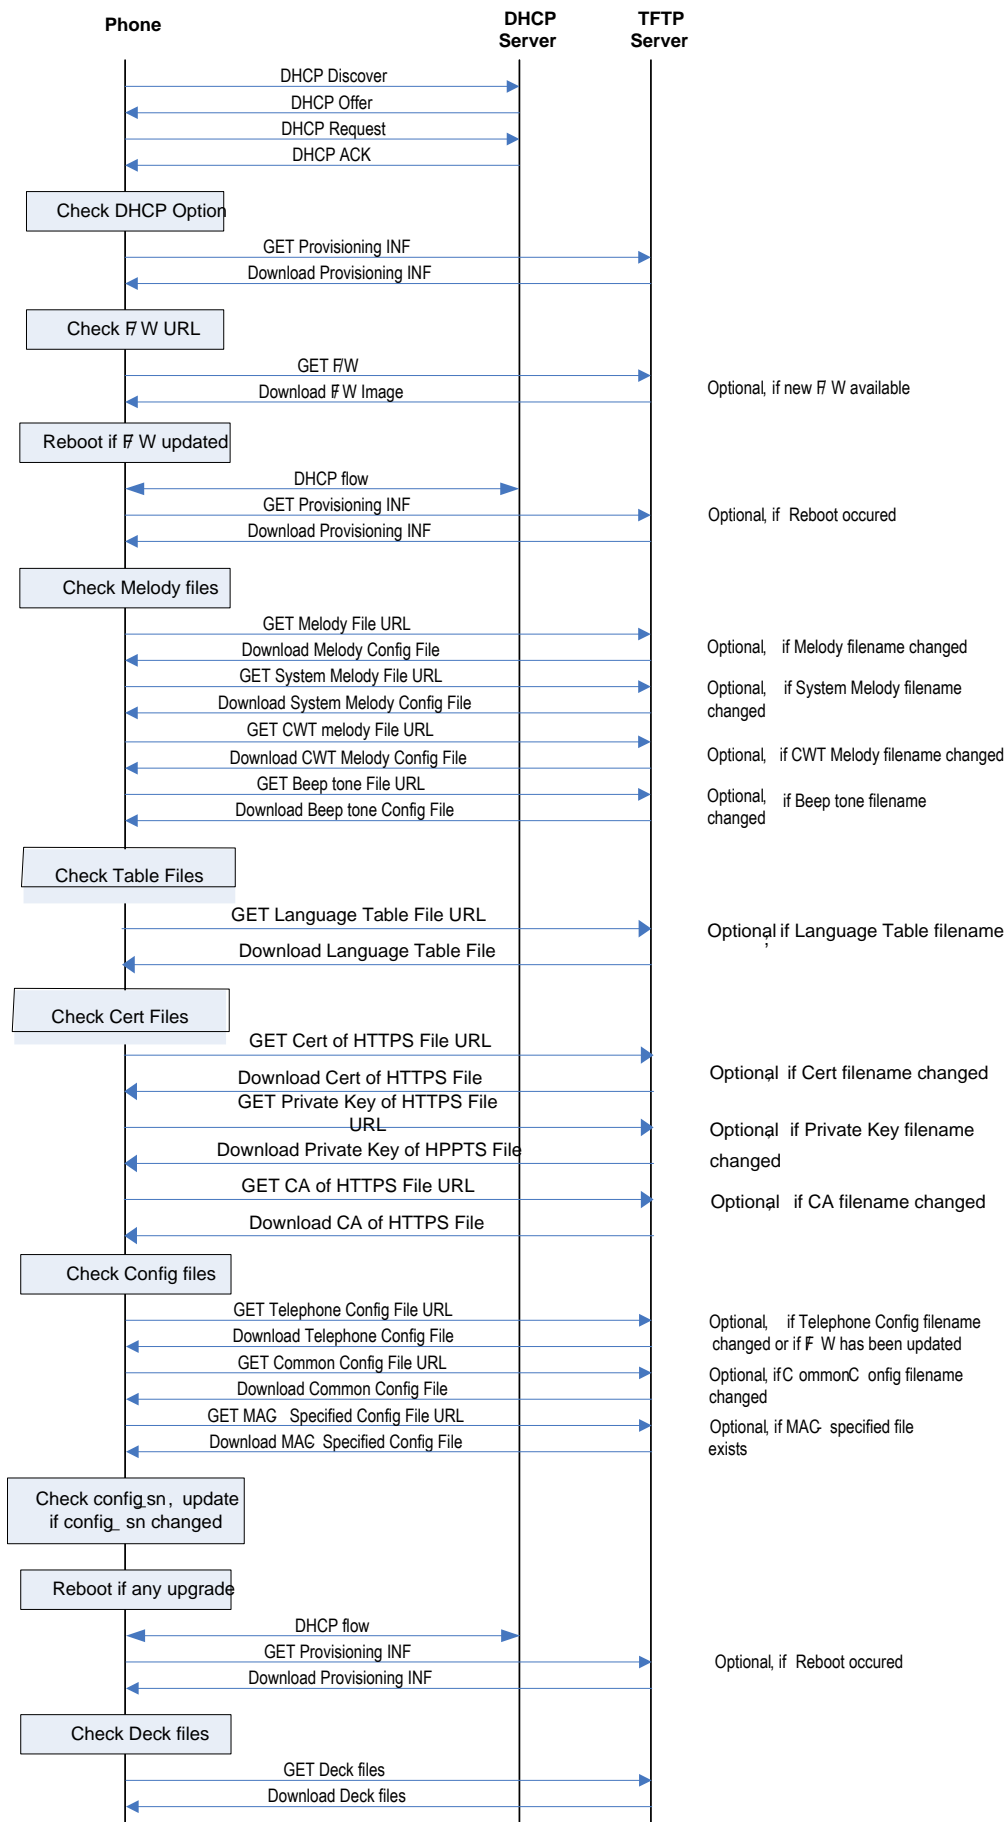 Phone
DHCP
Server
TFTP
Server
DHCP Discover
DHCP Offer
DHCP Request
DHCP ACK
Check DHCP Option
GET Provisioning INF
Download Provisioning INF
Check F/W URL
GET F/W
Download F/W Image
Optional, if new F/W available
Reboot if F/W updated
DHCP flow
GET Provisioning INF
Download Provisioning INF
Optional, if Reboot occured
Check Melody files
GET Melody File URL
Download Melody Config File
Optional, if Melody filename changed
GET System Melody File URL
Download System Melody Config File
Optional, if System Melody filename
changed
GET CWT melody File URL
Download CWT Melody Config File
Optional, if CWT Melody filename changed
GET Beep tone File URL
Download Beep tone Config File
Optional, if Beep tone filename
changed
Check Table Files
GET Language Table File URL
Download Language Table File
Optional, if Language Table filename
Check Cert Files
GET Cert of HTTPS File URL
Download Cert of HTTPS File
Optional, if Cert filename changed
GET Private Key of HTTPS File
URL
Download Private Key of HPPTS File
Optional, if Private Key filename
changed
GET CA of HTTPS File URL
Download CA of HTTPS File
Optional, if CA filename changed
Check Config files
GET Telephone Config File URL
Download Telephone Config File
Optional, if Telephone Config filename
changed or if F/W has been updated
GET Common Config File URL
Download Common Config File
Optional, if Common Config filename
changed
GET MAC Specified Config File URL
Download MAC-Specified Config File
Optional, if MAC-specified file
exists
Check config_sn, update
if config_sn changed
Reboot if any upgrade
DHCP flow
GET Provisioning INF
Download Provisioning INF
Optional, if Reboot occured
Check Deck files
GET Deck files
Download Deck files